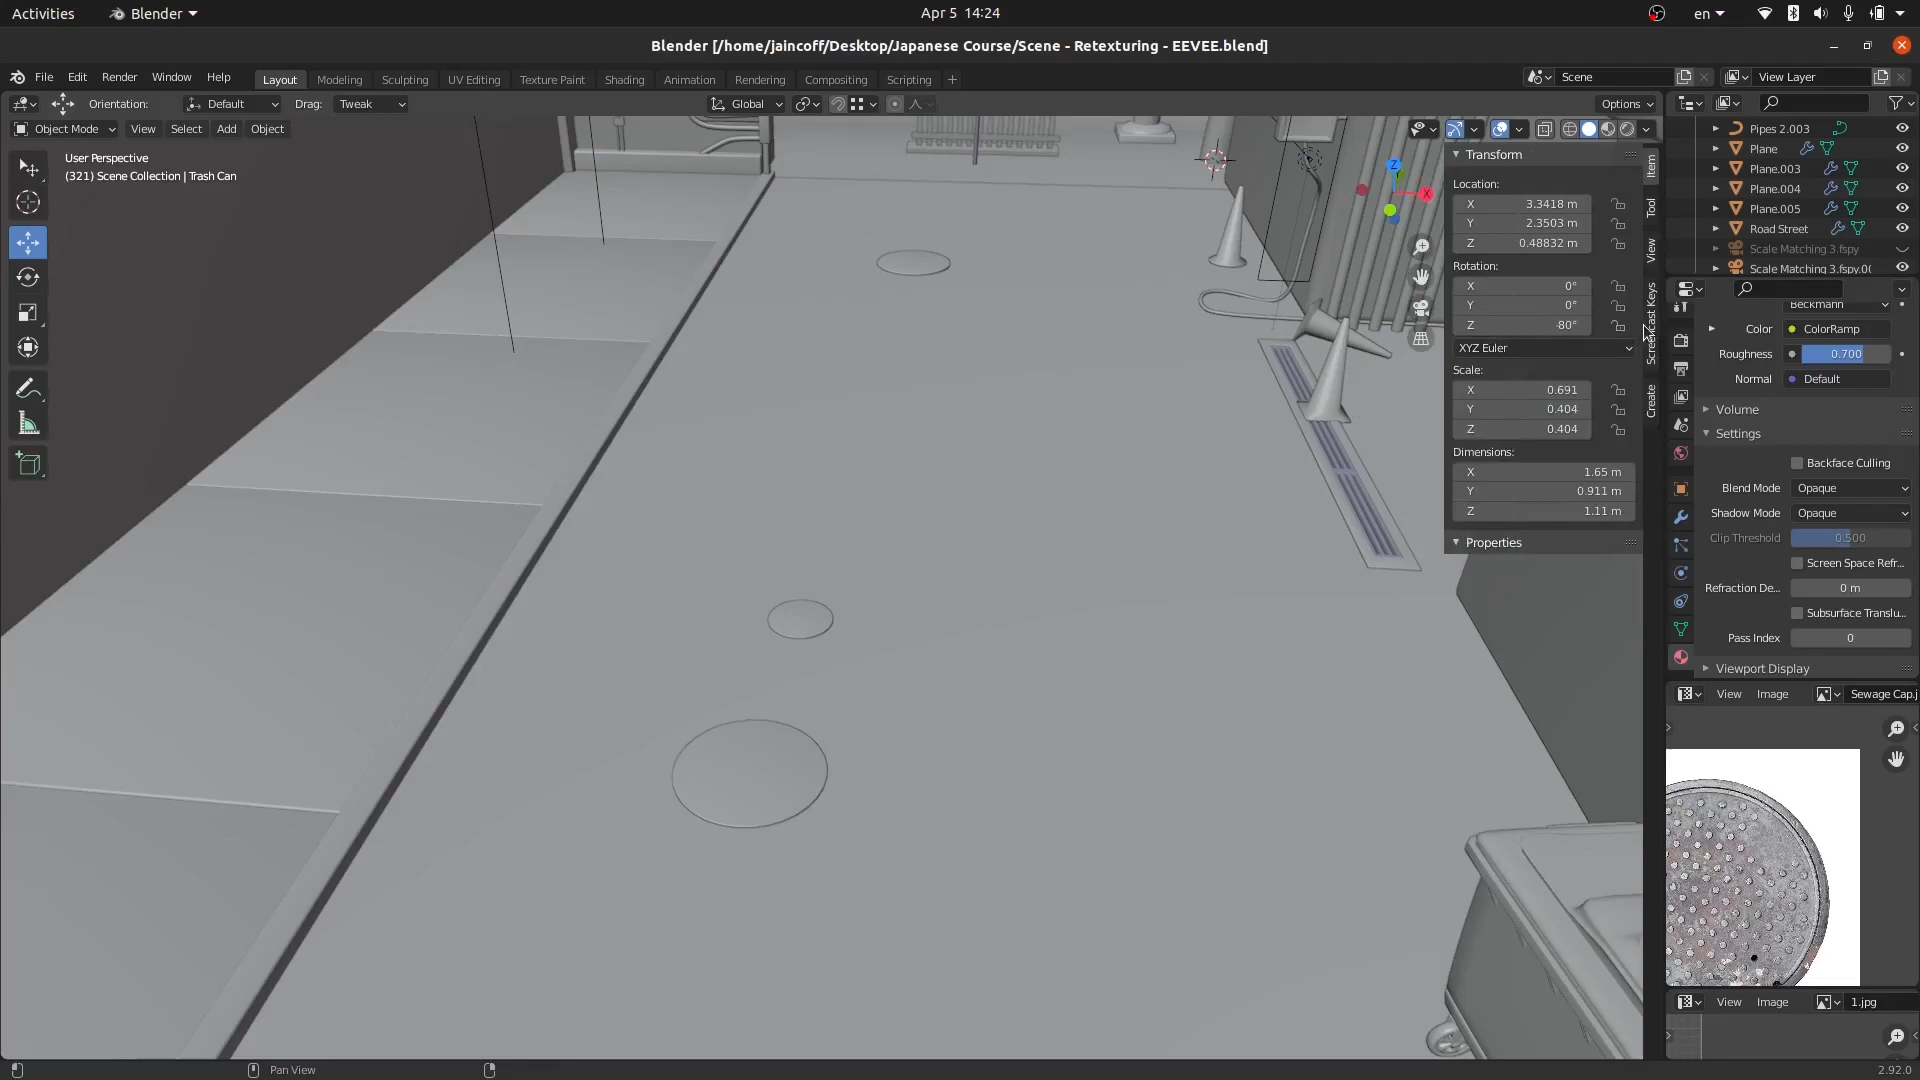 Activities Blender Apr 5 14:24 en
Blender [/home/jaincoff/Desktop/Japanese Course/Scene - Retexturing - EEVEE.blend]
File Edit Render Window Help Layout Modeling Sculpting UV Editing Texture Paint Shading Animation Rendering Compositing Scripting + Scene View Layer
Orientation: Default Drag: Tweak Global Options
Object Mode View Select Add Object
User Perspective
(321) Scene Collection | Trash Can
Transform
Location:
X 3.3418 m
Y 2.3503 m
Z 0.48832 m
Rotation:
X 0°
Y 0°
Z -80°
XYZ Euler
Scale:
X 0.691
Y 0.404
Z 0.404
Dimensions:
X 1.65 m
Y 0.911 m
Z 1.11 m
Properties
Item
Tool
View
Screencast Keys
Create
Z
X
Pipes 2.003
Plane
Plane.003
Plane.004
Plane.005
Road Street
Scale Matching 3.fspy
Scale Matching 3.fspy.00
Beckmann
Color ColorRamp
Roughness 0.700
Normal Default
Volume
Settings
Backface Culling
Blend Mode Opaque
Shadow Mode Opaque
Clip Threshold 0.500
Screen Space Refr...
Refraction De... 0 m
Subsurface Translu...
Pass Index 0
Viewport Display
View Image Sewage Cap.j
View Image 1.jpg
Pan View 2.92.0